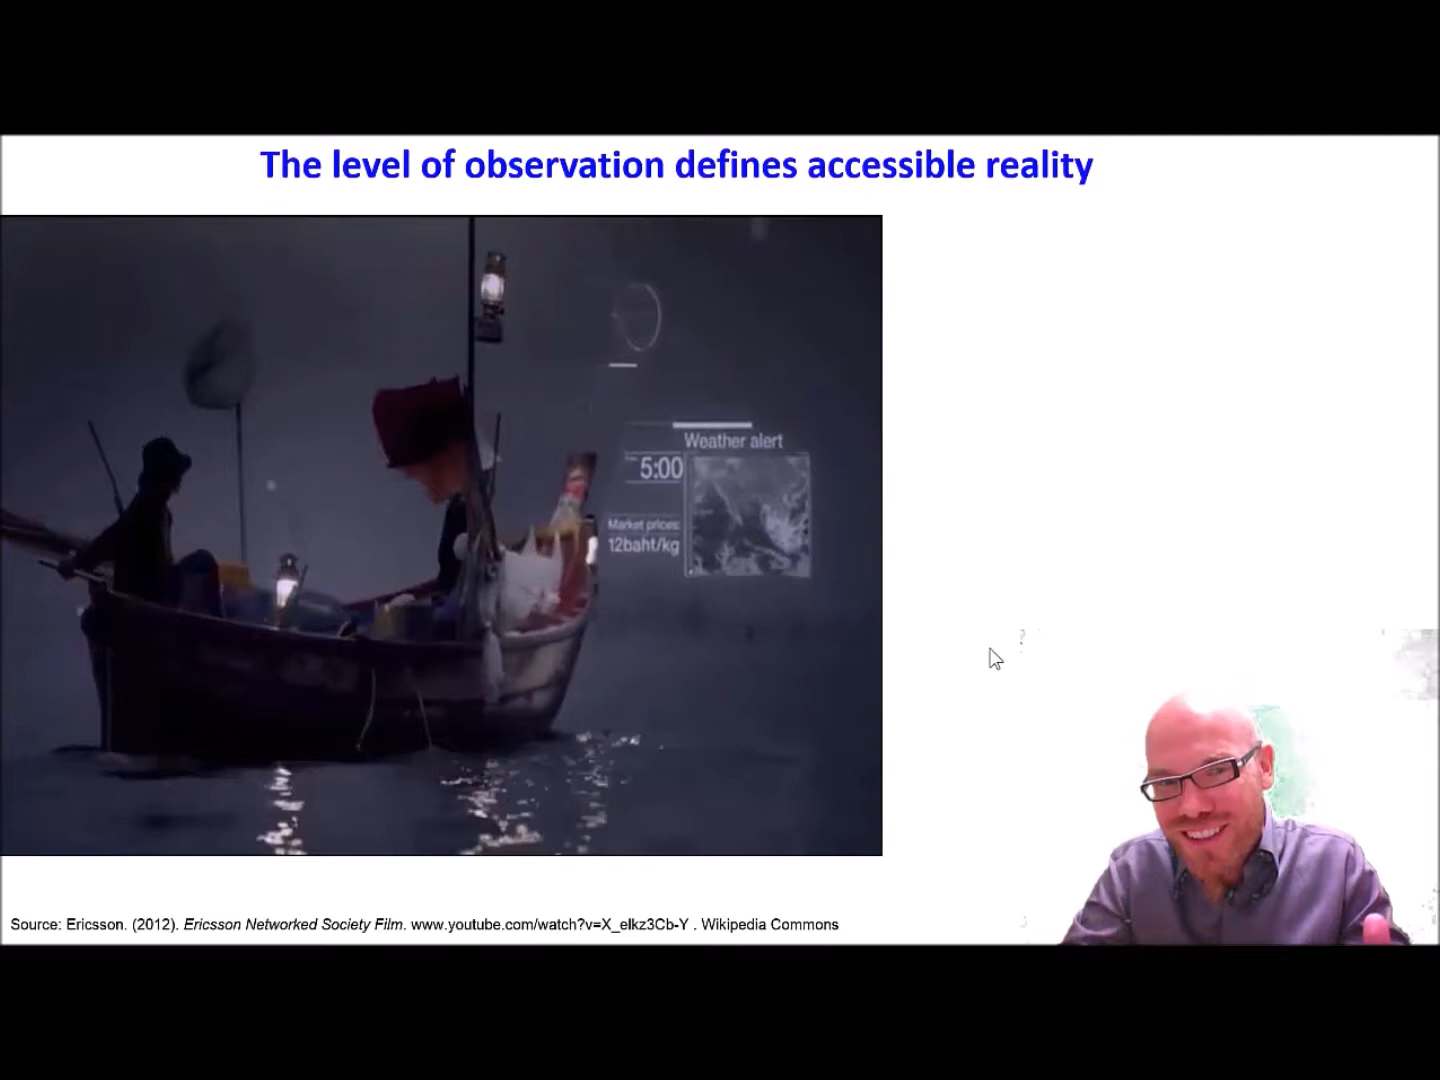 The level of observation defines accessible reality
Weather alert
5:00
Market prices:
12baht/kg
Source: Ericsson. (2012). Ericsson Networked Society Film. www.youtube.com/watch?v=X_elkz3Cb-Y . Wikipedia Commons